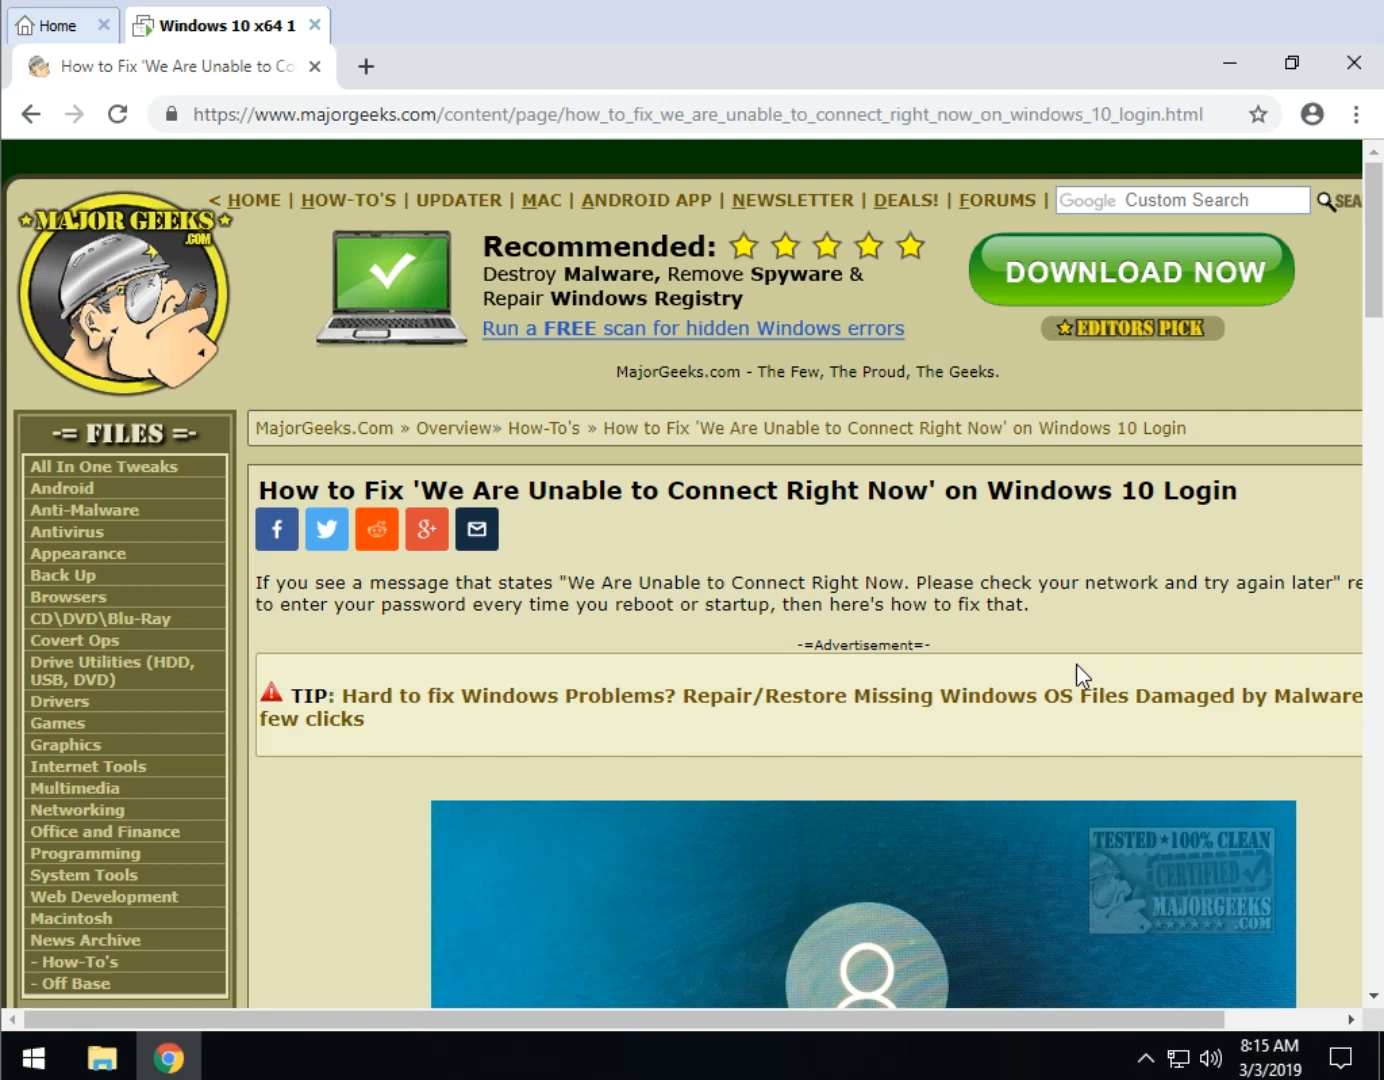 Home
Windows 10 x64 1
How to Fix 'We Are Unable to Co
https://www.majorgeeks.com/content/page/how_to_fix_we_are_unable_to_connect_right_now_on_windows_10_login.html
MAJOR GEEKS
.COM
< HOME | HOW-TO'S | UPDATER | MAC | ANDROID APP | NEWSLETTER | DEALS! | FORUMS |
Google Custom Search
SEA
Recommended:
Destroy Malware, Remove Spyware &
Repair Windows Registry
Run a FREE scan for hidden Windows errors
DOWNLOAD NOW
EDITORS PICK
MajorGeeks.com - The Few, The Proud, The Geeks.
-= FILES =-
All In One Tweaks
Android
Anti-Malware
Antivirus
Appearance
Back Up
Browsers
CD\DVD\Blu-Ray
Covert Ops
Drive Utilities (HDD,
USB, DVD)
Drivers
Games
Graphics
Internet Tools
Multimedia
Networking
Office and Finance
Programming
System Tools
Web Development
Macintosh
News Archive
- How-To's
- Off Base
MajorGeeks.Com » Overview» How-To's » How to Fix 'We Are Unable to Connect Right Now' on Windows 10 Login
How to Fix 'We Are Unable to Connect Right Now' on Windows 10 Login
f
g+
If you see a message that states "We Are Unable to Connect Right Now. Please check your network and try again later" re
to enter your password every time you reboot or startup, then here's how to fix that.
-=Advertisement=-
TIP: Hard to fix Windows Problems? Repair/Restore Missing Windows OS Files Damaged by Malware
few clicks
TESTED★100% CLEAN
CERTIFIED
MAJORGEEKS
.COM
8:15 AM
3/3/2019